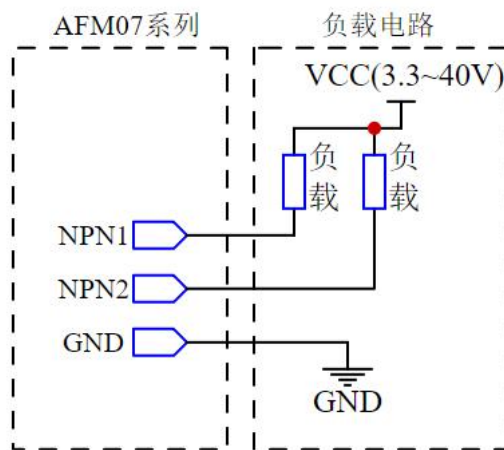 AFM07系列
负载电路
VCC(3.3~40V)
负载
负载
NPN1
NPN2
GND
GND